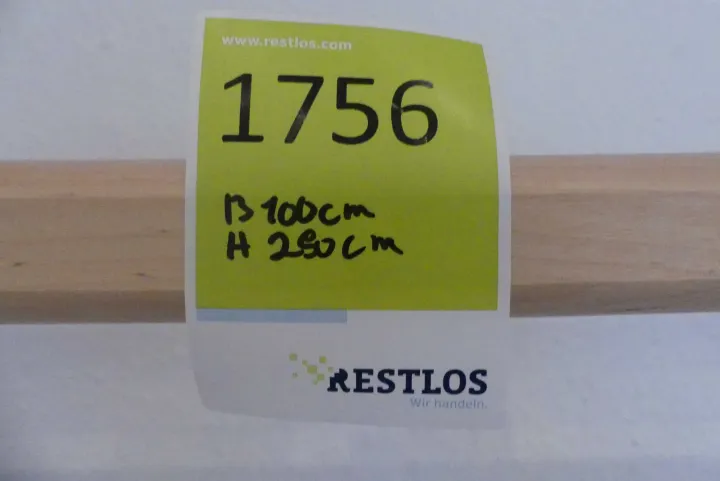 www.restlos.com
1756
B 100cm
H 250cm
RESTLOS
Wir handeln.